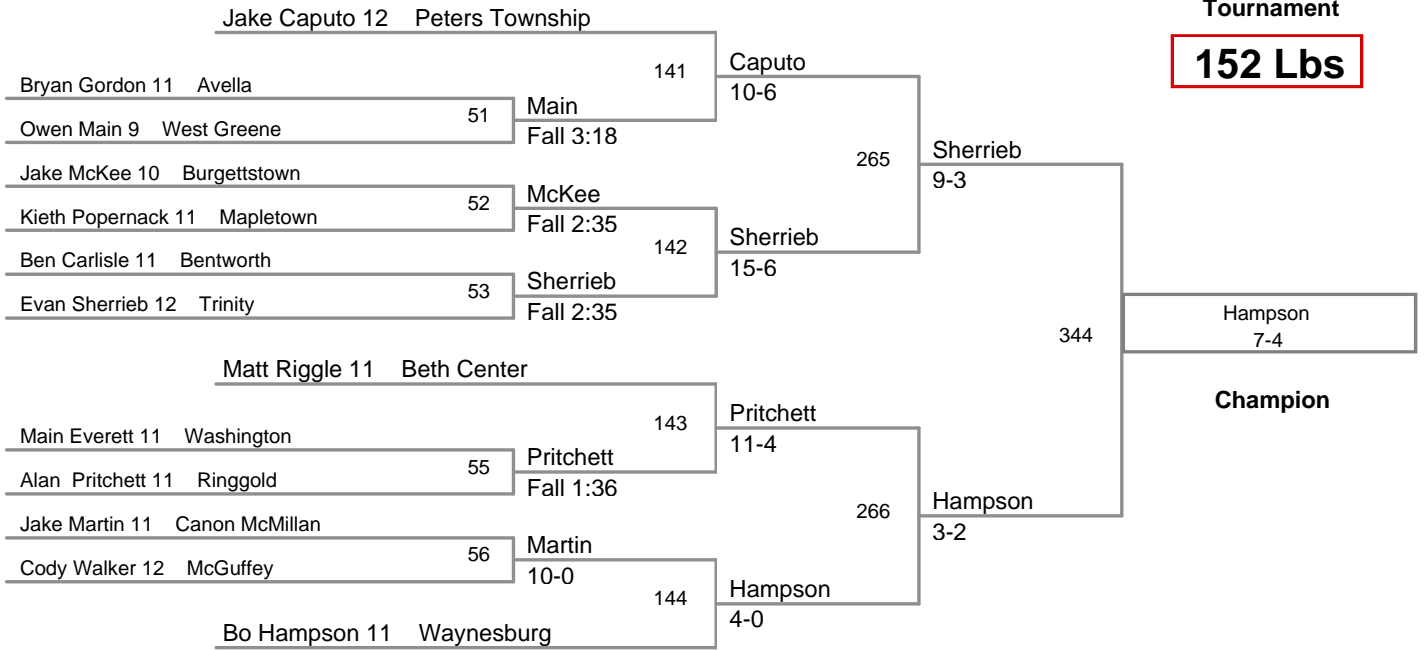 Tournament
152 Lbs
Jake Caputo 12 Peters Township
141
Caputo
10-6
Bryan Gordon 11 Avella
51
Main
Fall 3:18
Owen Main 9 West Greene
265
Sherrieb
9-3
Jake McKee 10 Burgettstown
52
McKee
Fall 2:35
Kieth Popernack 11 Mapletown
142
Sherrieb
15-6
Ben Carlisle 11 Bentworth
53
Sherrieb
Fall 2:35
Evan Sherrieb 12 Trinity
344
Hampson
7-4
Champion
Matt Riggle 11 Beth Center
143
Pritchett
11-4
Main Everett 11 Washington
55
Pritchett
Fall 1:36
Alan Pritchett 11 Ringgold
266
Hampson
3-2
Jake Martin 11 Canon McMillan
56
Martin
10-0
Cody Walker 12 McGuffey
144
Hampson
4-0
Bo Hampson 11 Waynesburg